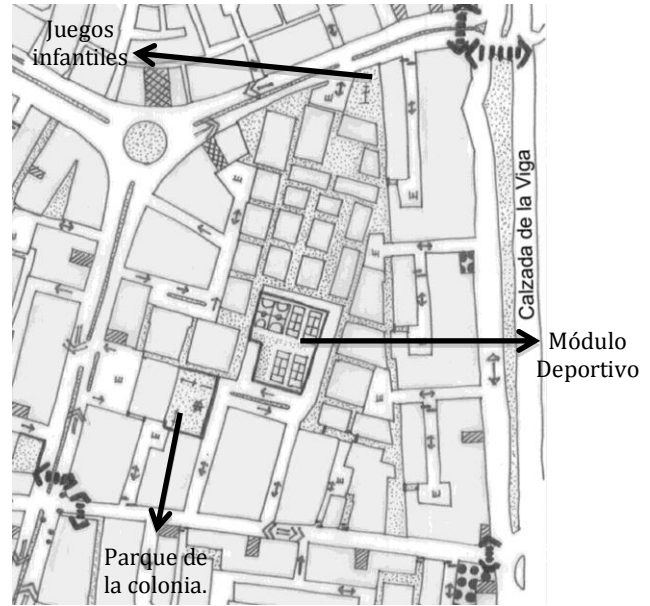 Juegos
infantiles
Calzada de la Viga
Módulo
Deportivo
Parque de
la colonia.
E
E
E
E
E
E
E
E
E